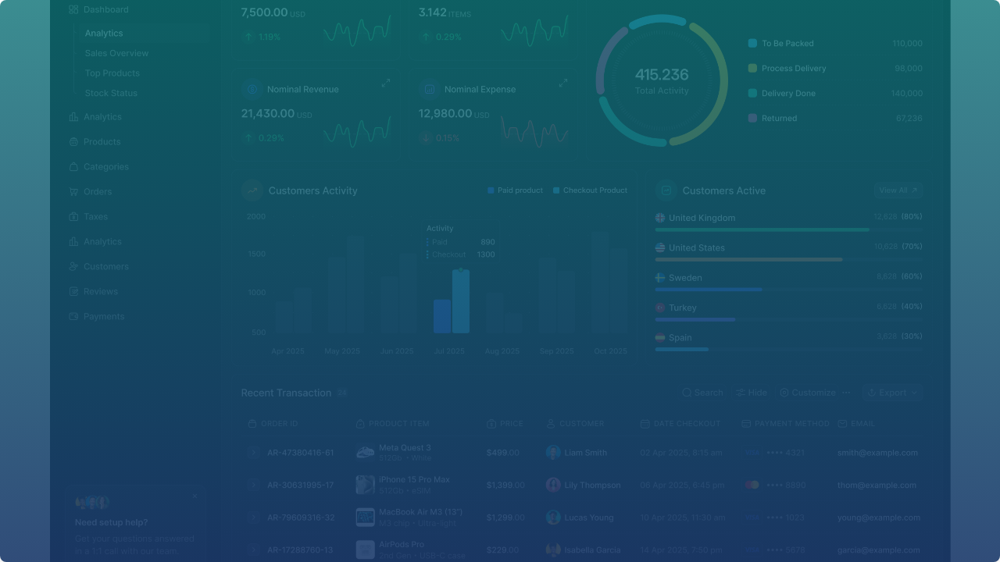 Dashboard
Analytics
Sales Overview
Top Products
Stock Status
Analytics
Products
Categories
Orders
Taxes
Analytics
Customers
Reviews
Payments
Need setup help?
Get your questions answered
in a 1:1 call with our team.
7,500.00 USD
1.19%
3.142 ITEMS
0.29%
Nominal Revenue
21,430.00 USD
0.29%
Nominal Expense
12,980.00 USD
0.15%
415.236
Total Activity
To Be Packed 110,000
Process Delivery 98,000
Delivery Done 140,000
Returned 67,236
Customers Activity
Paid product
Checkout Product
2000
1500
1000
500
Activity
Paid 890
Checkout 1300
Apr 2025 May 2025 Jun 2025 Jul 2025 Aug 2025 Sep 2025 Oct 2025
Customers Active
View All
United Kingdom 12,628 (80%)
United States 10,628 (70%)
Sweden 8,628 (60%)
Turkey 6,628 (40%)
Spain 3,628 (30%)
Recent Transaction
Search Hide Customize ••• Export
ORDER ID PRODUCT ITEM PRICE CUSTOMER DATE CHECKOUT PAYMENT METHOD EMAIL
AR-47380416-61 Meta Quest 3 $499.00 Liam Smith 02 Apr 2025, 8:15 am VISA •••• 4321 smith@example.com
512Gb • White
AR-30631995-17 iPhone 15 Pro Max $1,399.00 Lily Thompson 06 Apr 2025, 6:45 pm •••• 8890 thom@example.com
512Gb • eSIM
AR-79609316-32 MacBook Air M3 (13") $1,299.00 Lucas Young 10 Apr 2025, 11:30 am VISA •••• 1023 young@example.com
M3 chip • Ultra-light
AR-17288760-13 AirPods Pro $229.00 Isabella Garcia 14 Apr 2025, 7:50 pm VISA •••• 5678 garcia@example.com
2nd Gen • USB-C case